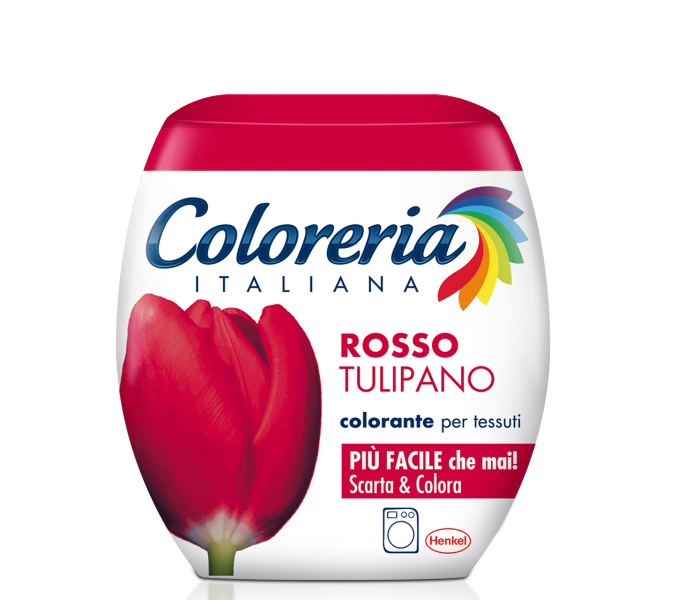 Coloreria
ITALIANA
ROSSO
TULIPANO
colorante per tessuti
PIÙ FACILE che mai!
Scarta & Colora
Henkel